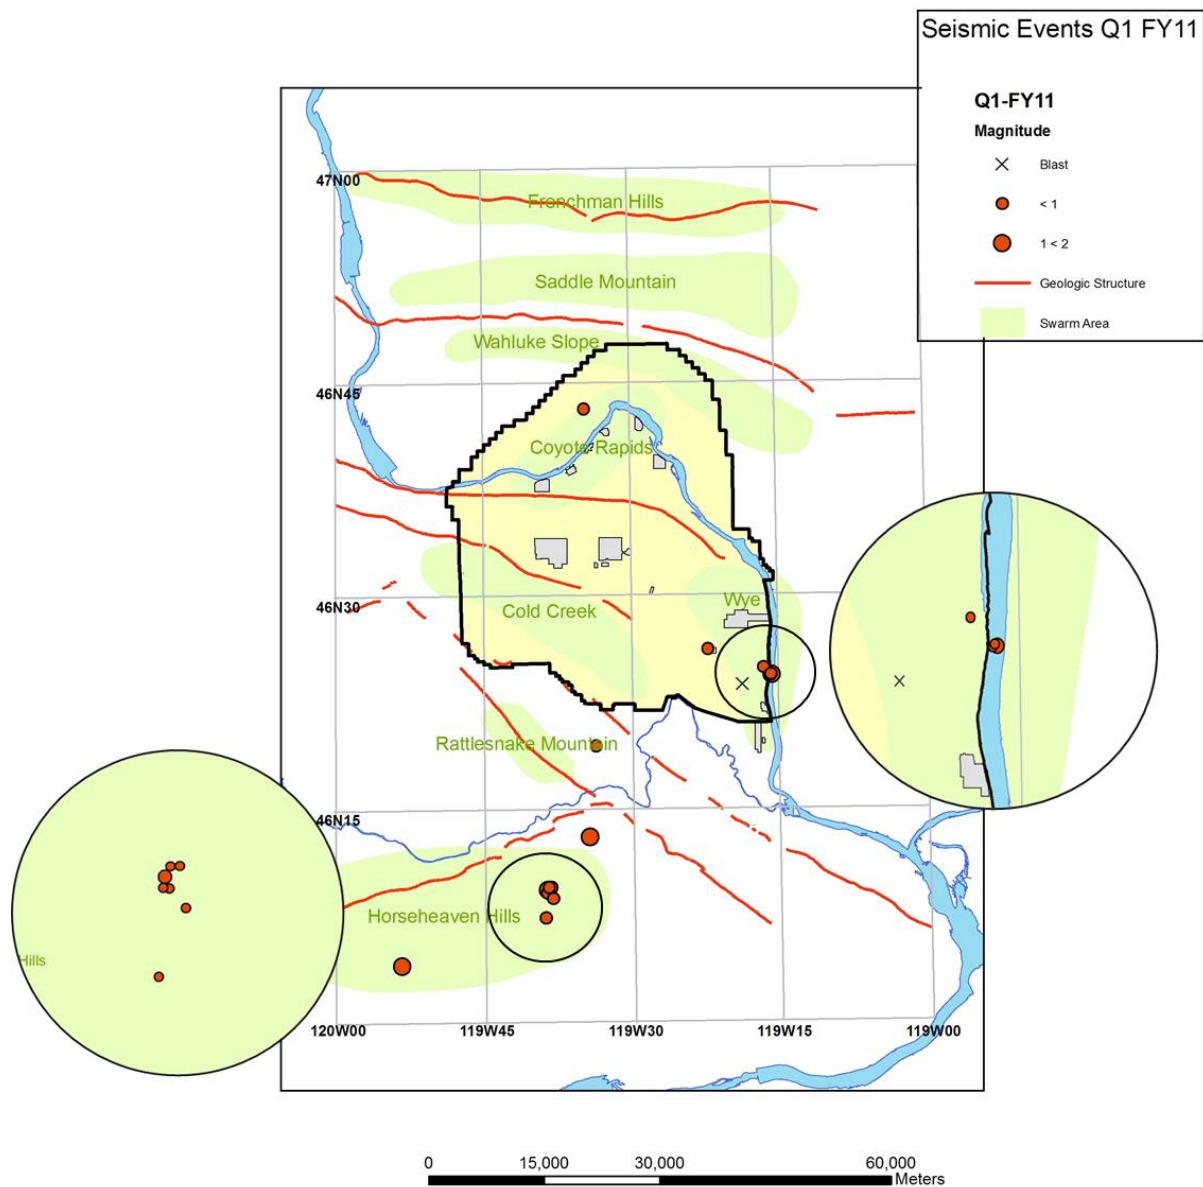 Seismic Events Q1 FY11
Q1-FY11
Magnitude
Blast
< 1
1 < 2
Geologic Structure
Swarm Area
47N00
Frenchman Hills
Saddle Mountain
Wahluke Slope
46N45
Coyote Rapids
46N30
Cold Creek
Wye
Rattlesnake Mountain
46N15
Horseheaven Hills
Hills
120W00
119W45
119W30
119W15
119W00
0
15,000
30,000
60,000
Meters